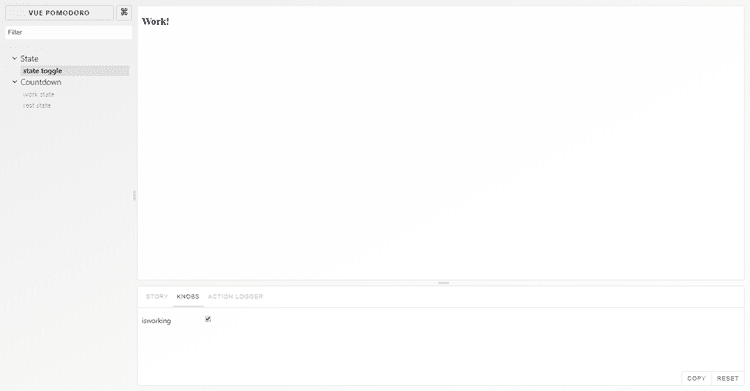 VUE POMODORO
⌘
Filter
State
state toggle
Countdown
work state
rest state
Work!
STORY KNOBS ACTION LOGGER
isworking
COPY RESET